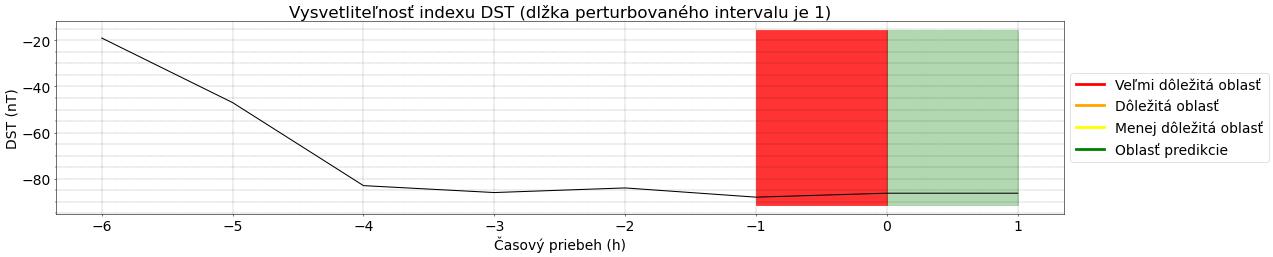 Vysvetliteľnosť indexu DST (dĺžka perturbovaného intervalu je 1)
−20
−40
−60
−80
DST (nT)
−6 −5 −4 −3 −2 −1 0 1
Časový priebeh (h)
Veľmi dôležitá oblasť
Dôležitá oblasť
Menej dôležitá oblasť
Oblasť predikcie